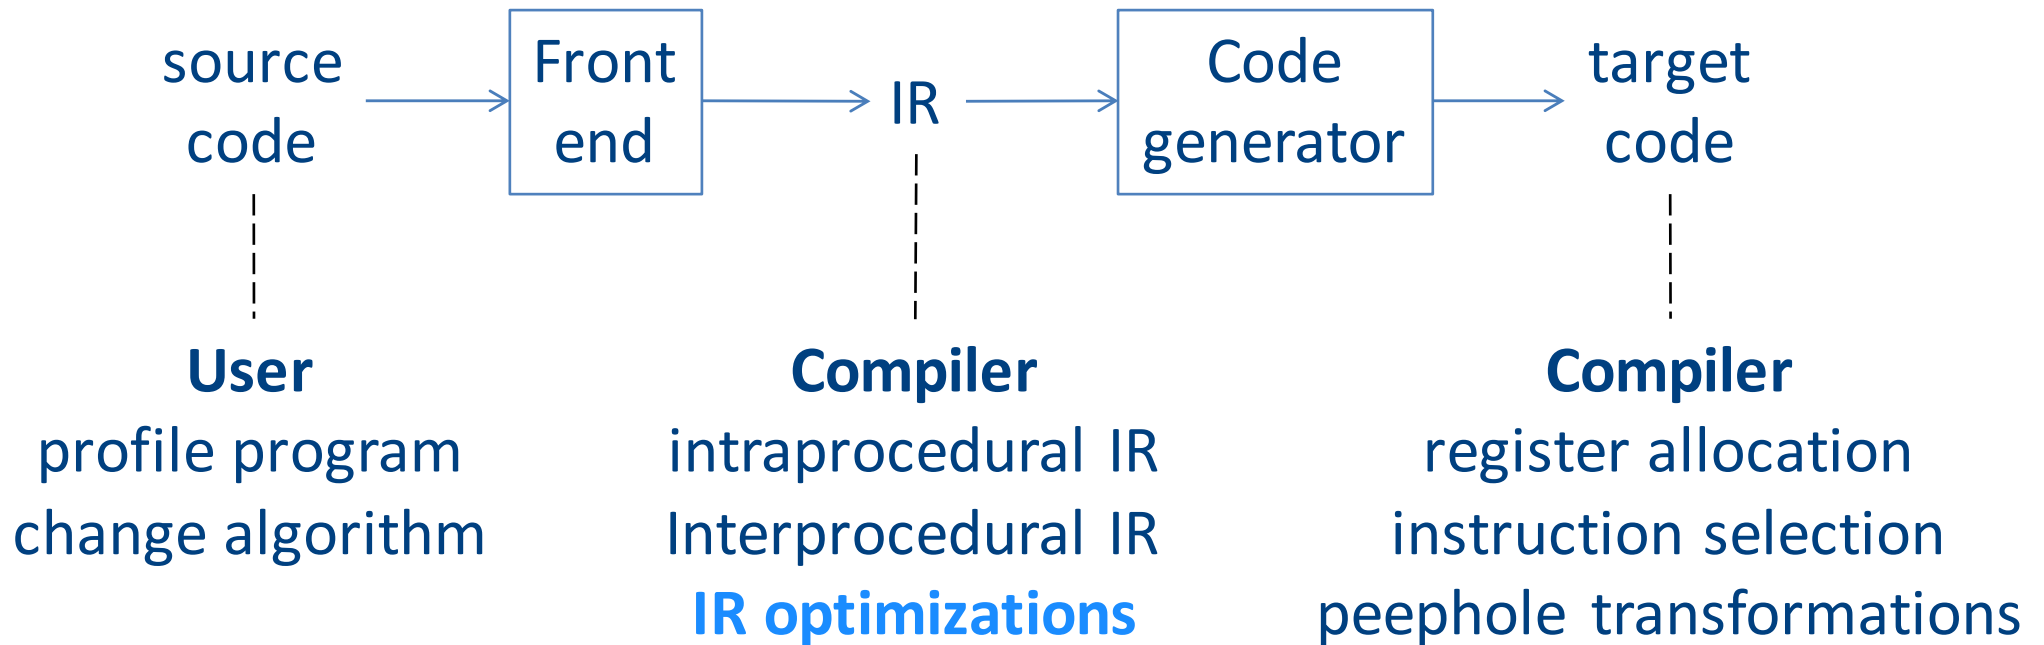 source
code
Front
end
IR
Code
generator
target
code
User
profile program
change algorithm
Compiler
intraprocedural IR
Interprocedural IR
IR optimizations
Compiler
register allocation
instruction selection
peephole transformations